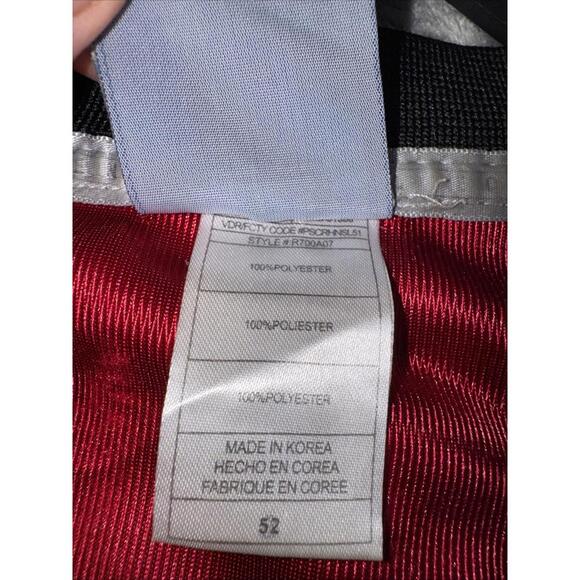 VDR/FCTY CODE #PSCRHNSL51
STYLE # R700A07
100%POLYESTER
100%POLIESTER
100%POLYESTER
MADE IN KOREA
HECHO EN COREA
FABRIQUE EN COREE
52